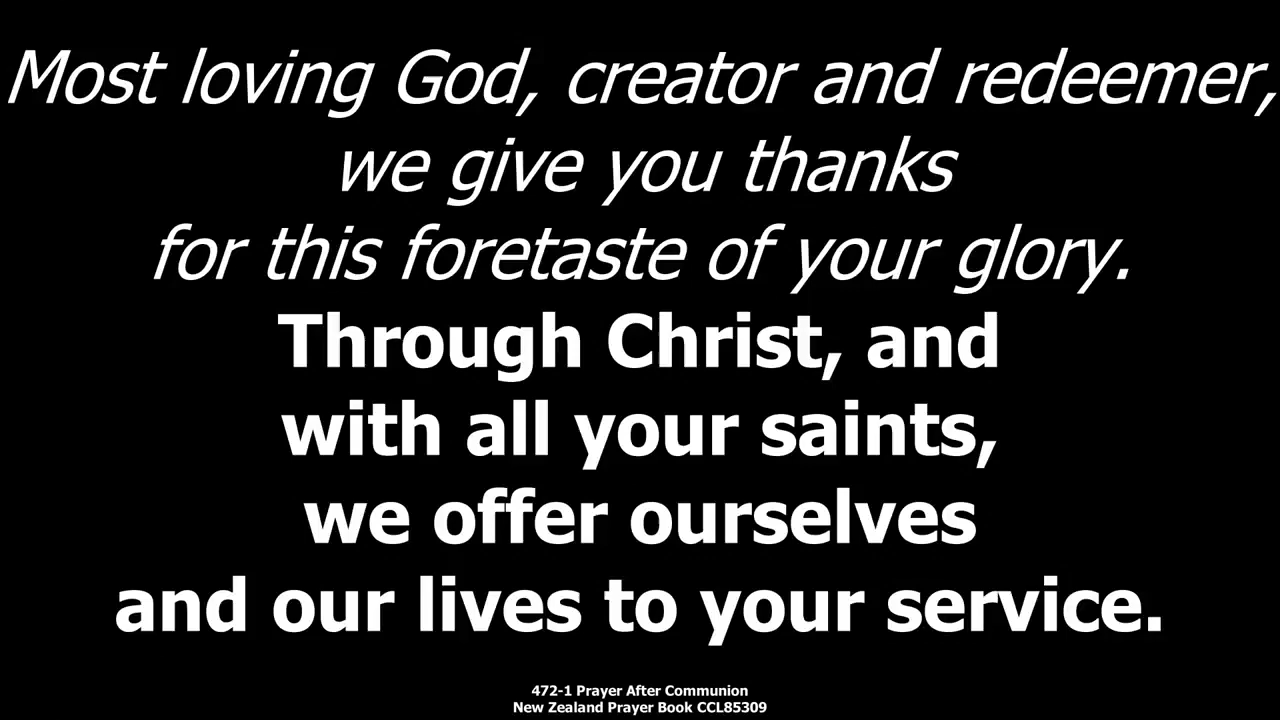 Most loving God, creator and redeemer,
we give you thanks
for this foretaste of your glory.
Through Christ, and
with all your saints,
we offer ourselves
and our lives to your service.
472-1 Prayer After Communion
New Zealand Prayer Book CCL85309